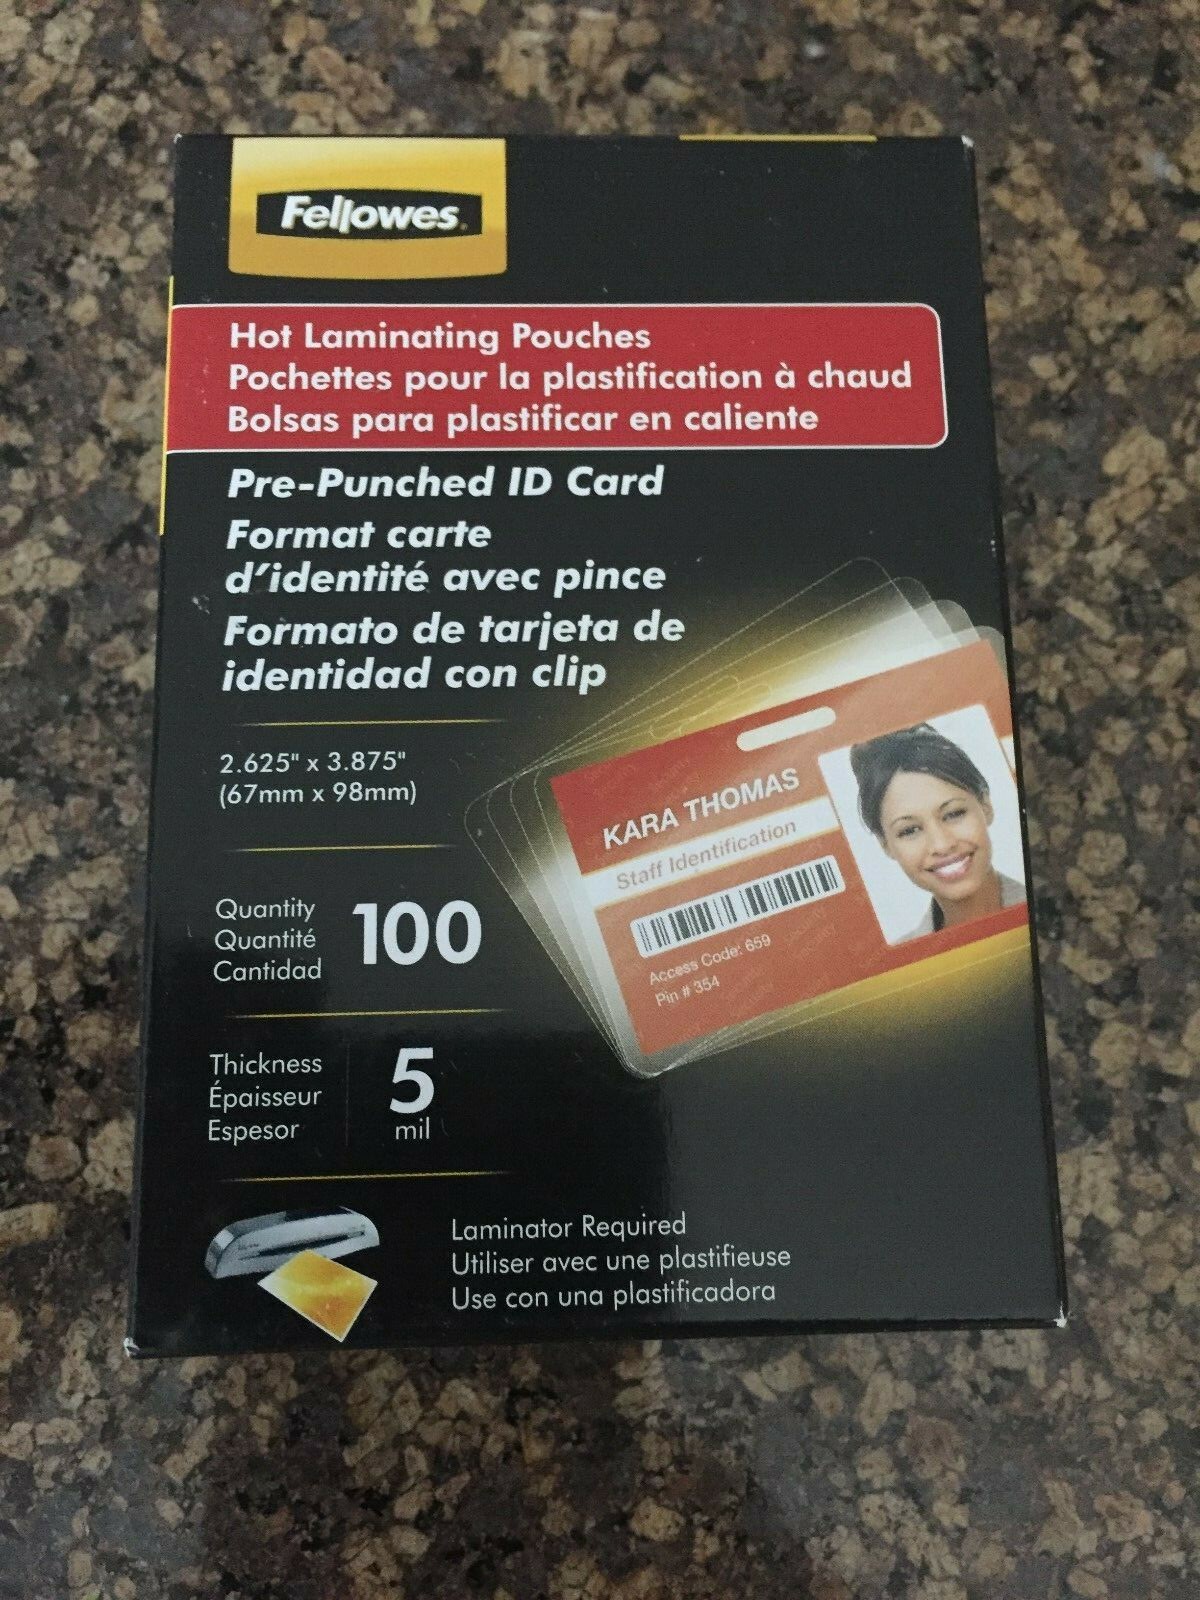 Fellowes
Hot Laminating Pouches
Pochettes pour la plastification à chaud
Bolsas para plastificar en caliente
Pre-Punched ID Card
Format carte
d'identité avec pince
Formato de tarjeta de
identidad con clip
2.625" x 3.875"
(67mm x 98mm)
KARA THOMAS
Staff Identification
Access Code: 659
Pin # 354
Quantity
Quantité
Cantidad
100
Thickness
Épaisseur
Espesor
5
mil
Laminator Required
Utiliser avec une plastifieuse
Use con una plastificadora